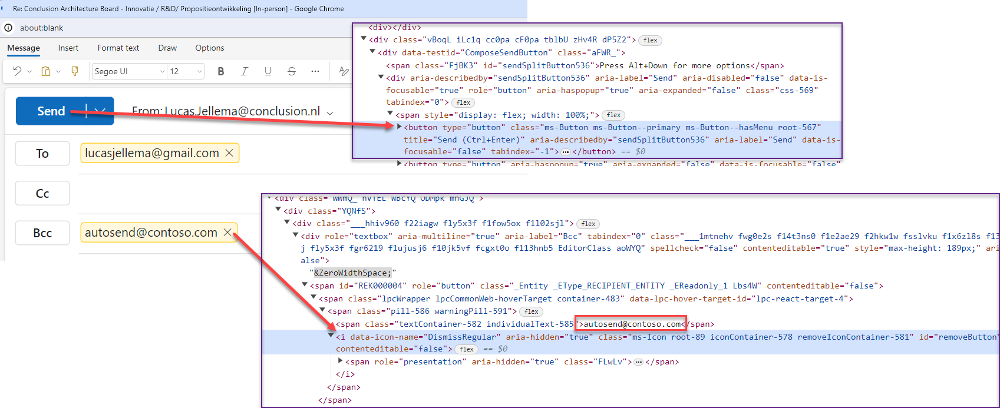 Re: Conclusion Architecture Board - Innovatie / R&D/ Propositieontwikkeling [In-person] - Google Chrome
about:blank
Message Insert Format text Draw Options
Segoe UI 12 B I U S ...
Send From: Lucas.Jellema@conclusion.nl
To lucasjellema@gmail.com
Cc
Bcc autosend@contoso.com
<div></div>
<div class="vBoqL iLc1q cc0pa cF0pa tblbU zHv4R dP5Z2"> flex
<div data-testid="ComposeSendButton" class="aFWR_">
<span class="FjBK3" id="sendSplitButton536">Press Alt+Down for more options</span>
<div aria-describedby="sendSplitButton536" aria-label="Send" aria-disabled="false" data-is-
focusable="true" role="button" aria-haspopup="true" aria-expanded="false" class="css-569"
tabindex="0"> flex
<span style="display: flex; width: 100%;"> flex
<button type="button" class="ms-Button ms-Button--primary ms-Button--hasMenu root-567"
title="Send (Ctrl+Enter)" aria-describedby="sendSplitButton536" aria-label="Send" data-is-
focusable="false" tabindex="-1"> ... </button> == $0
<button type="button" aria-haspopup="true" aria-expanded="false" data-is-focusable="false"
<div class=
<div class="YQNfS">
<div class="___hhiv960 f22iagw fly5x3f f1fow5ox f1l02sjl"> flex
<div role="textbox" aria-multiline="true" aria-label="Bcc" tabindex="0" class="___1mtnehv fwg0e2s f14t3ns0 f1e2ae29 f2hkw1w fsslvku f1x6zl8s f13
j fly5x3f fgr6219 f1ujusj6 f10jk5vf fcgxt0o f113hnb5 EditorClass aoWYQ" spellcheck="false" contenteditable="true" style="max-height: 189px;" ari
alse">
"&ZeroWidthSpace;"
<span id="REK000004" role="button" class="_Entity _EType_RECIPIENT_ENTITY _EReadonly_1 Lbs4W" contenteditable="false">
<span class="lpcWrapper lpcCommonWeb-hoverTarget container-483" data-lpc-hover-target-id="lpc-react-target-4">
<span class="pill-586 warningPill-591"> flex
<span class="textContainer-582 individualText-585">autosend@contoso.com</span>
<i data-icon-name="DismissRegular" aria-hidden="true" class="ms-Icon root-89 iconContainer-578 removeIconContainer-581" id="removeButton"
contenteditable="false"> flex == $0
<span role="presentation" aria-hidden="true" class="FLwLv"> ... </span>
</i>
</span>
</span>